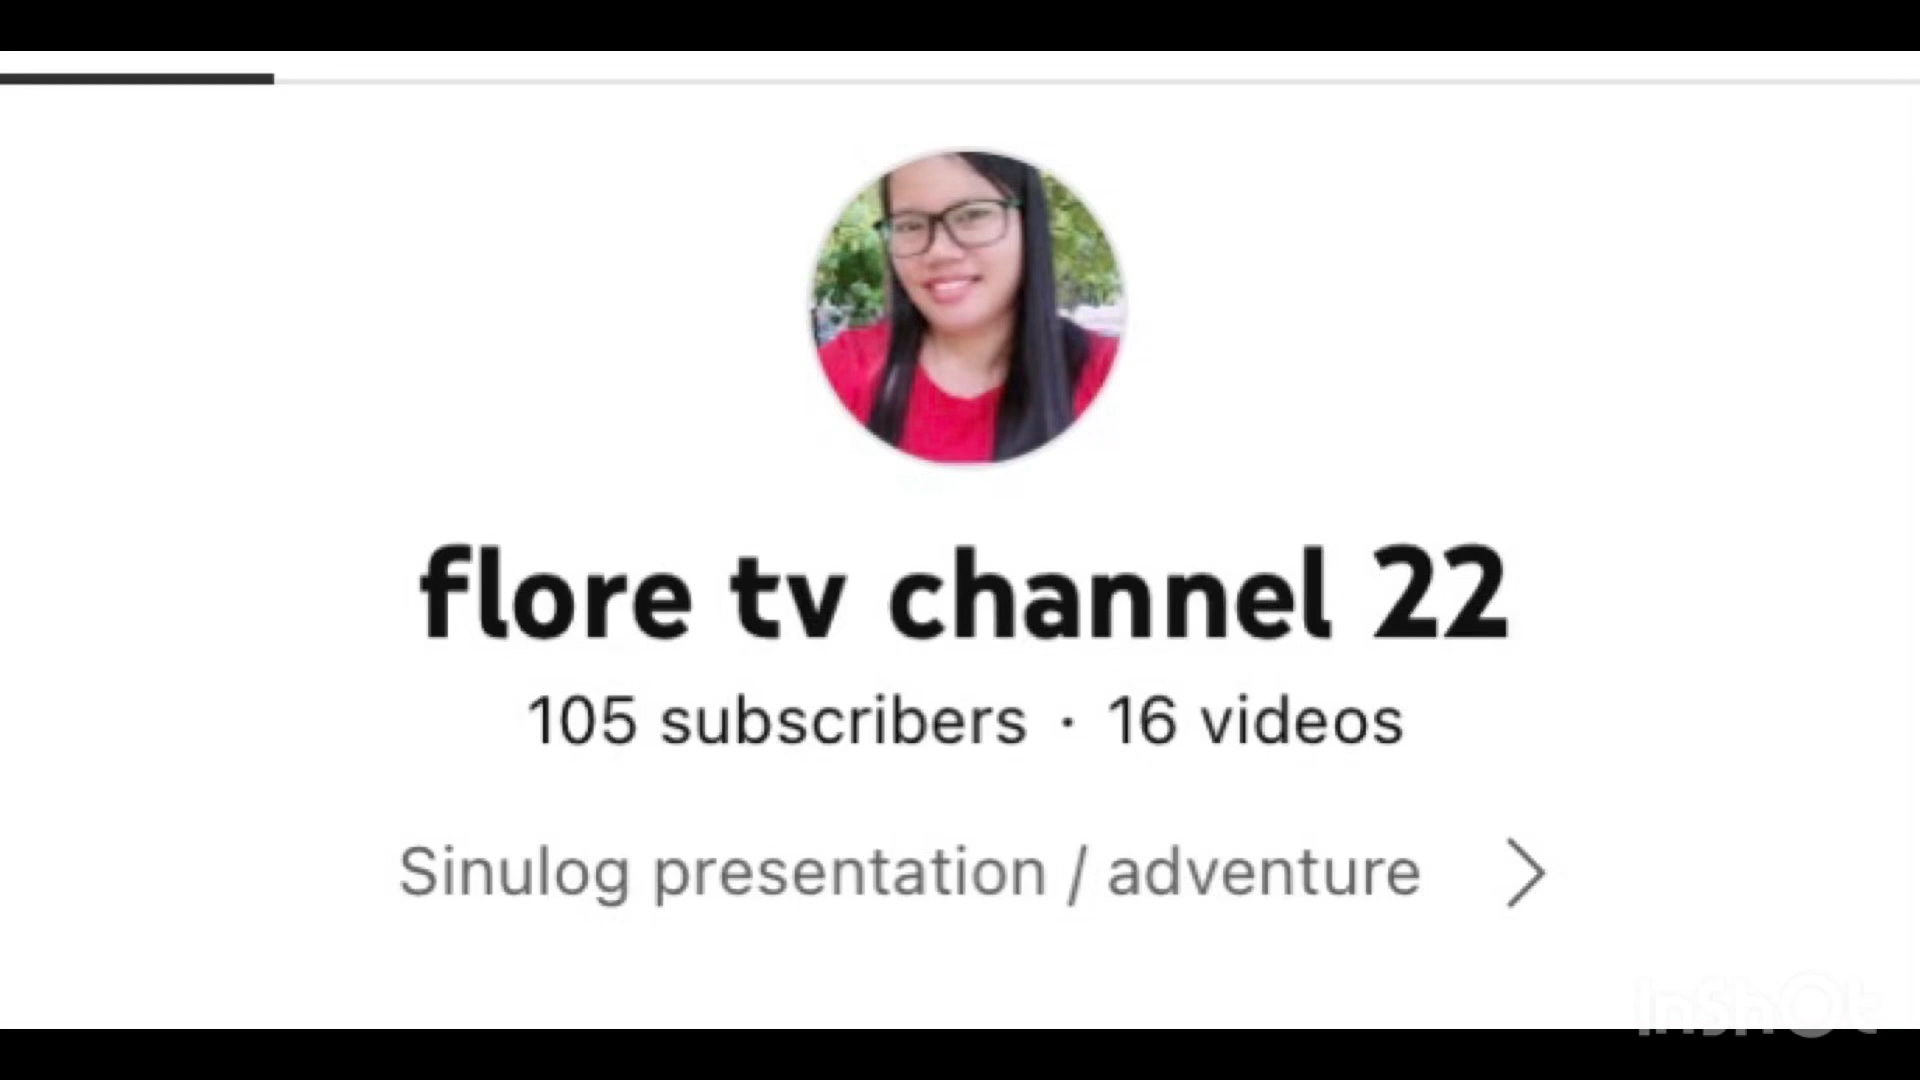 flore tv channel 22
105 subscribers · 16 videos
Sinulog presentation / adventure
InShOt